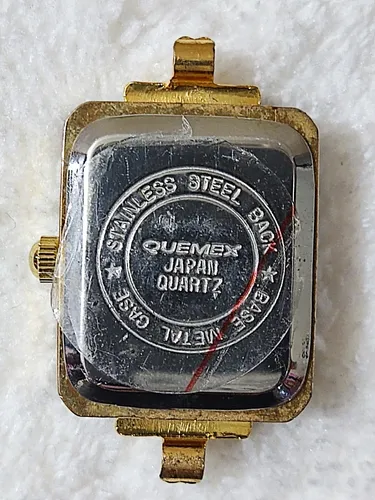 STAINLESS STEEL BACK ★ BASE METAL CASE ★
QUEMEX
JAPAN
QUARTZ